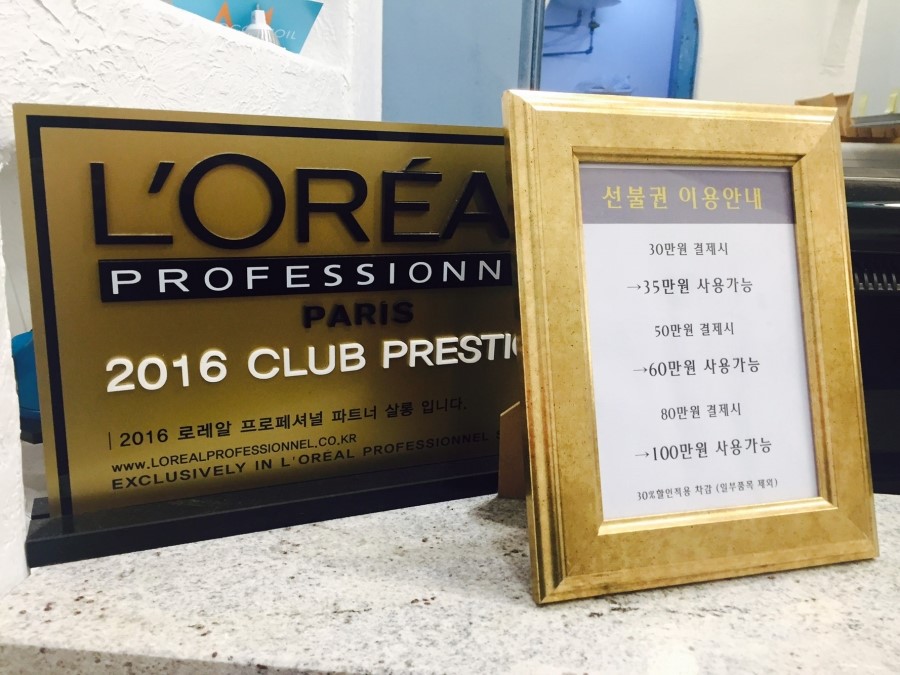 L'ORÉA
PROFESSIONN
PARIS
2016 CLUB PRESTI
2016 로레알 프로페셔널 파트너 살롱 입니다.
WWW.LOREALPROFESSIONNEL.CO.KR
EXCLUSIVELY IN L'ORÉAL PROFESSIONNEL S
선불권 이용안내
30만원 결제시
→35만원 사용가능
50만원 결제시
→60만원 사용가능
80만원 결제시
→100만원 사용가능
30%할인적용 차감 (일부품목 제외)